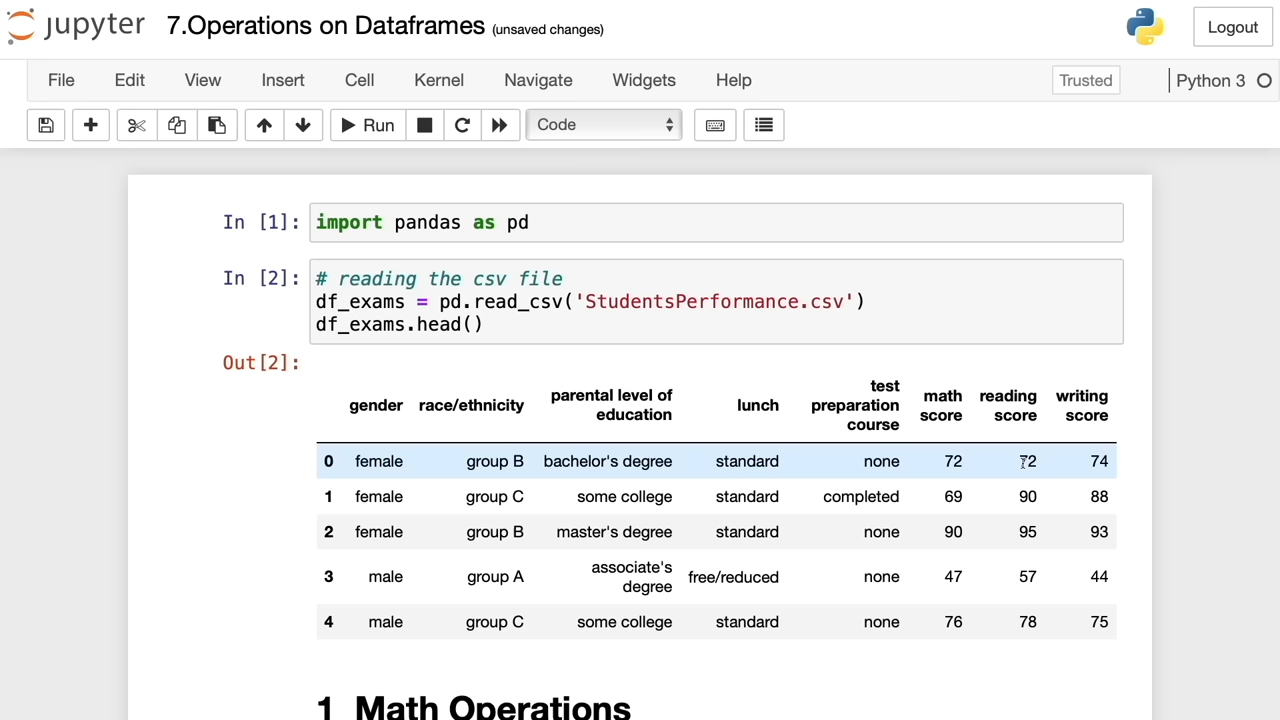 jupyter 7.Operations on Dataframes (unsaved changes) Logout
File Edit View Insert Cell Kernel Navigate Widgets Help Trusted Python 3
Run Code
In [1]: import pandas as pd
In [2]: # reading the csv file
df_exams = pd.read_csv('StudentsPerformance.csv')
df_exams.head()
Out[2]:
gender race/ethnicity parental level of education lunch test preparation course math score reading score writing score
0 female group B bachelor's degree standard none 72 72 74
1 female group C some college standard completed 69 90 88
2 female group B master's degree standard none 90 95 93
3 male group A associate's degree free/reduced none 47 57 44
4 male group C some college standard none 76 78 75
1 Math Operations